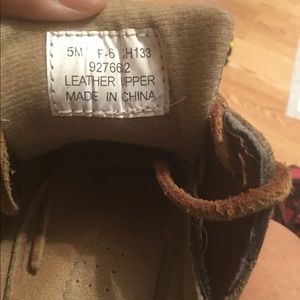 5M F-6 CH133
927662
LEATHER UPPER
MADE IN CHINA